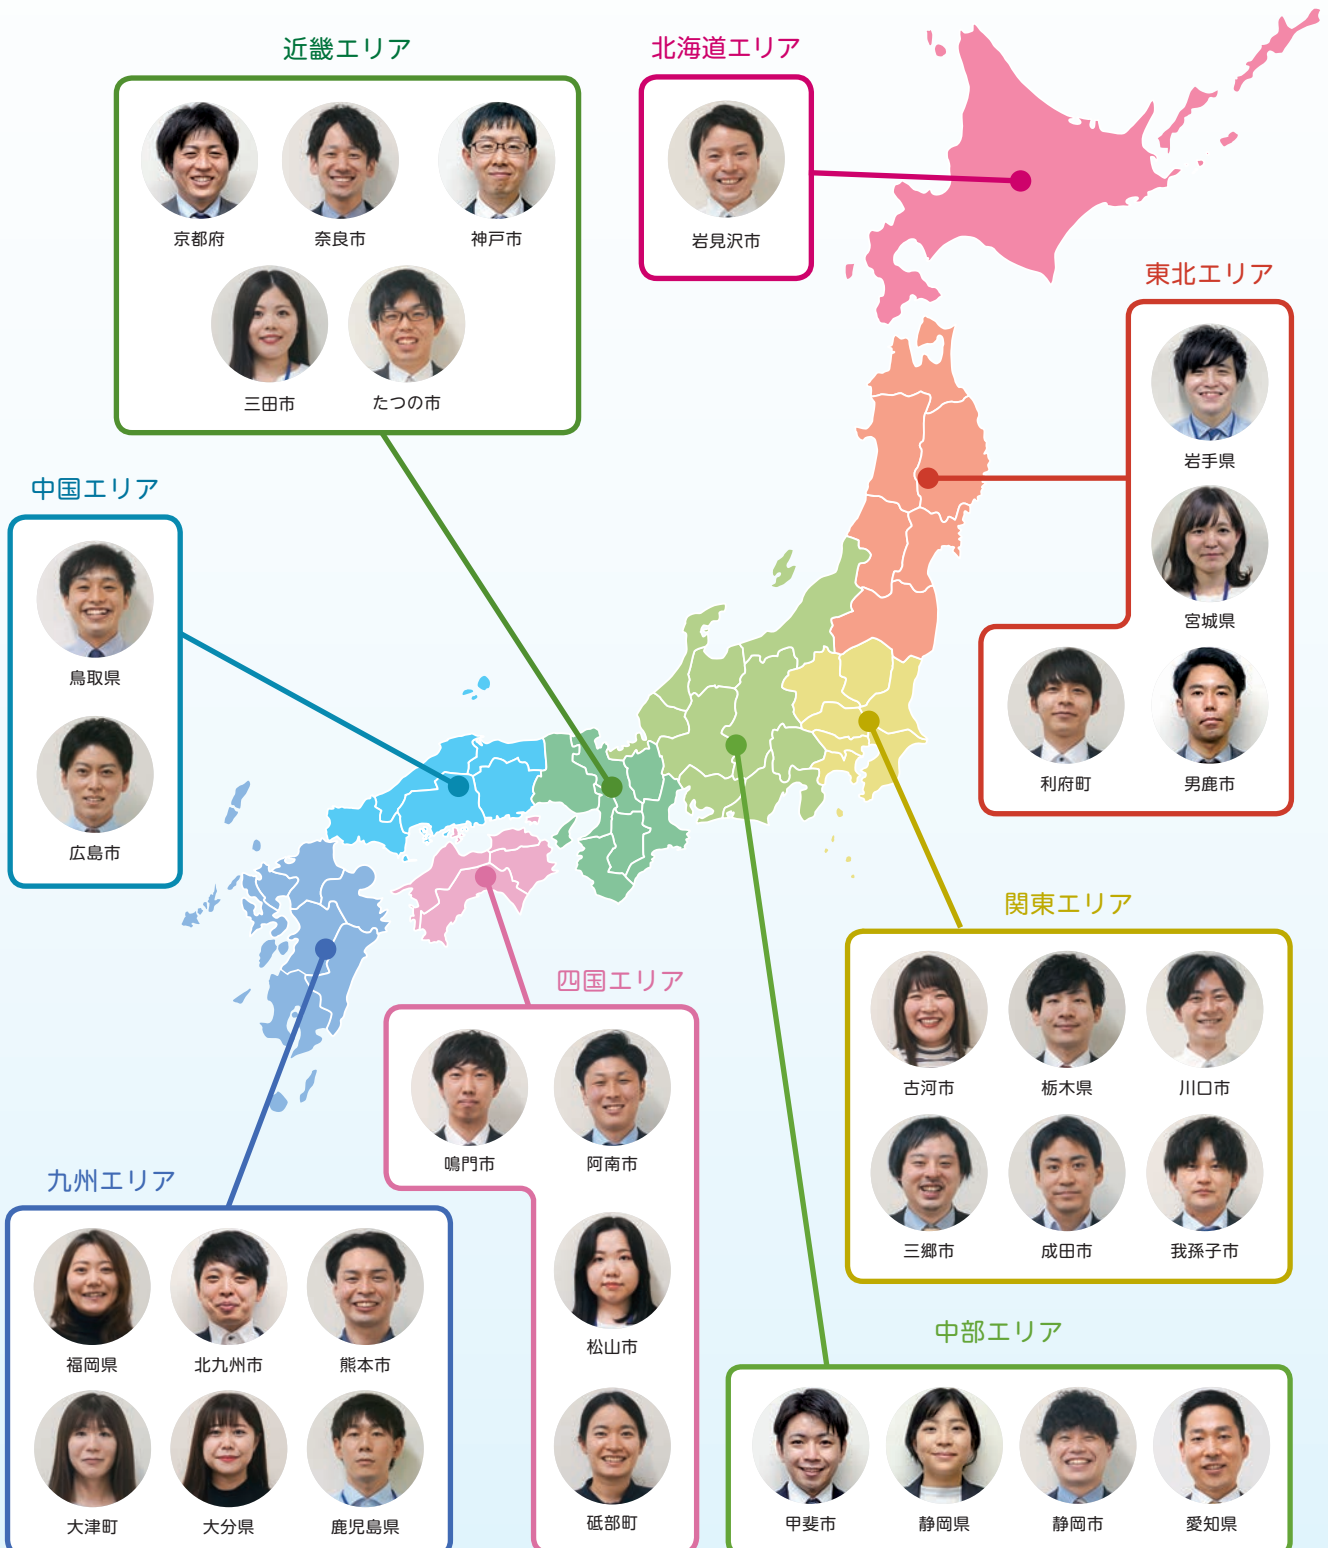 近畿エリア
京都府
奈良市
神戸市
三田市
たつの市
北海道エリア
岩見沢市
東北エリア
岩手県
宮城県
利府町
男鹿市
中国エリア
鳥取県
広島市
関東エリア
古河市
栃木県
川口市
三郷市
成田市
我孫子市
四国エリア
鳴門市
阿南市
松山市
砥部町
九州エリア
福岡県
北九州市
熊本市
大津町
大分県
鹿児島県
中部エリア
甲斐市
静岡県
静岡市
愛知県